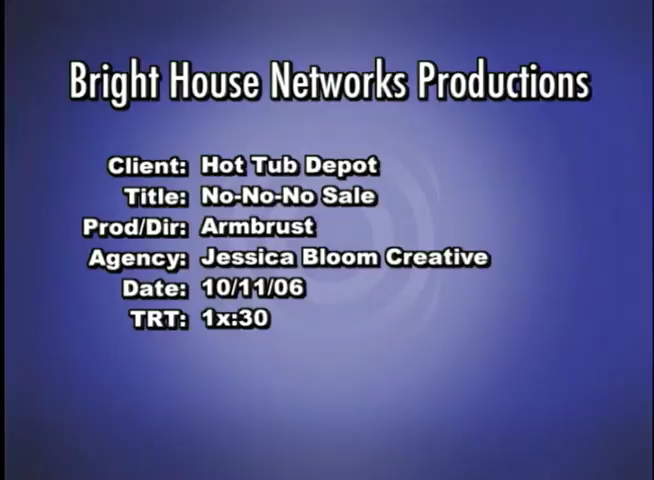 Bright House Networks Productions
Client: Hot Tub Depot
Title: No-No-No Sale
Prod/Dir: Armbrust
Agency: Jessica Bloom Creative
Date: 10/11/06
TRT: 1x:30